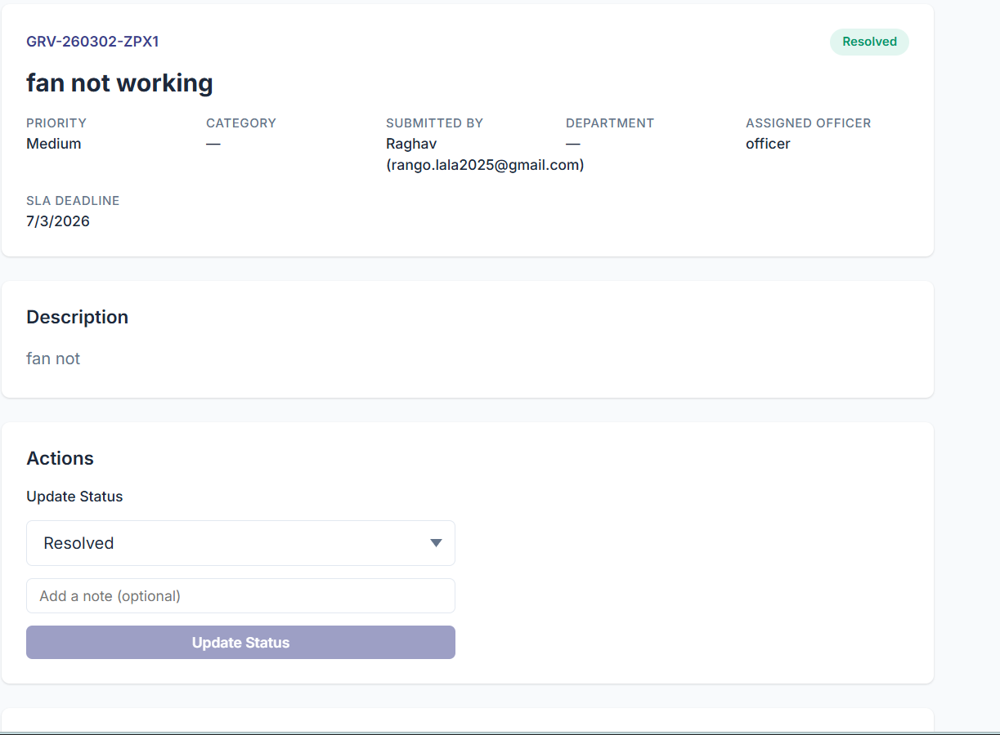 GRV-260302-ZPX1
Resolved
fan not working
PRIORITY
Medium
CATEGORY
—
SUBMITTED BY
Raghav
(rango.lala2025@gmail.com)
DEPARTMENT
—
ASSIGNED OFFICER
officer
SLA DEADLINE
7/3/2026
Description
fan not
Actions
Update Status
Resolved
Add a note (optional)
Update Status